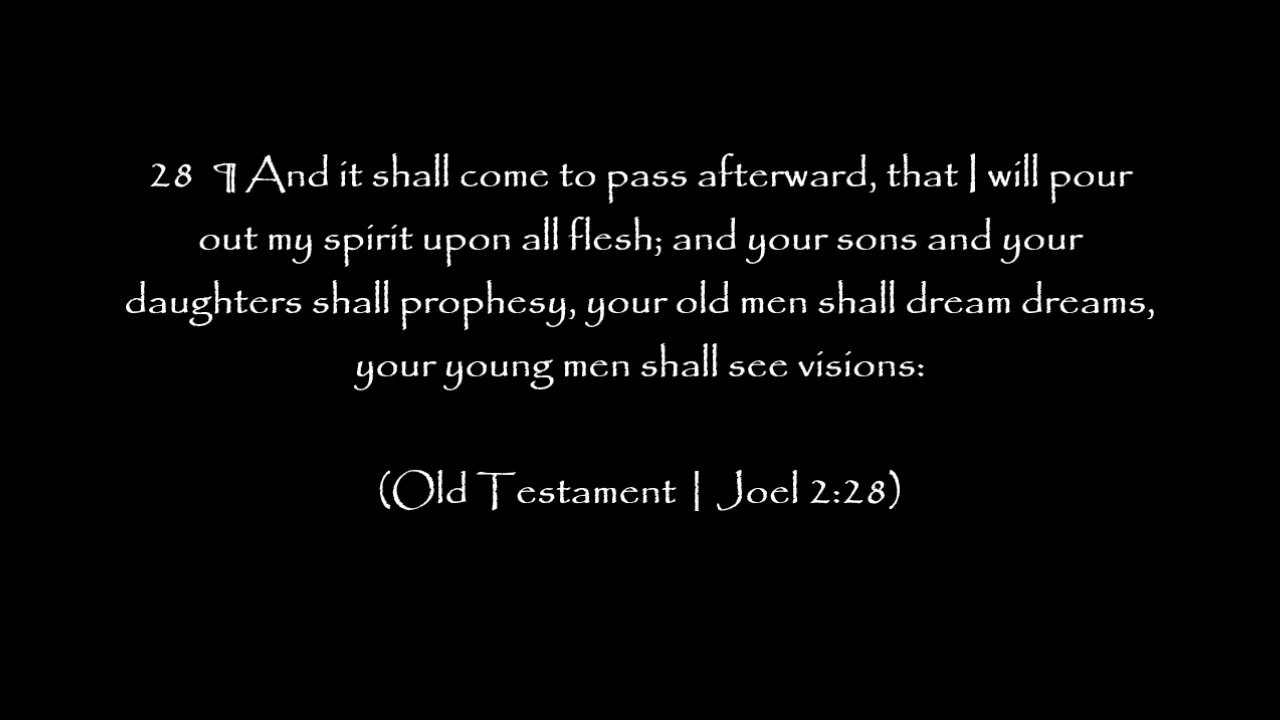 28 ¶ And it shall come to pass afterward, that I will pour
out my spirit upon all flesh; and your sons and your
daughters shall prophesy, your old men shall dream dreams,
your young men shall see visions:
(Old Testament | Joel 2:28)